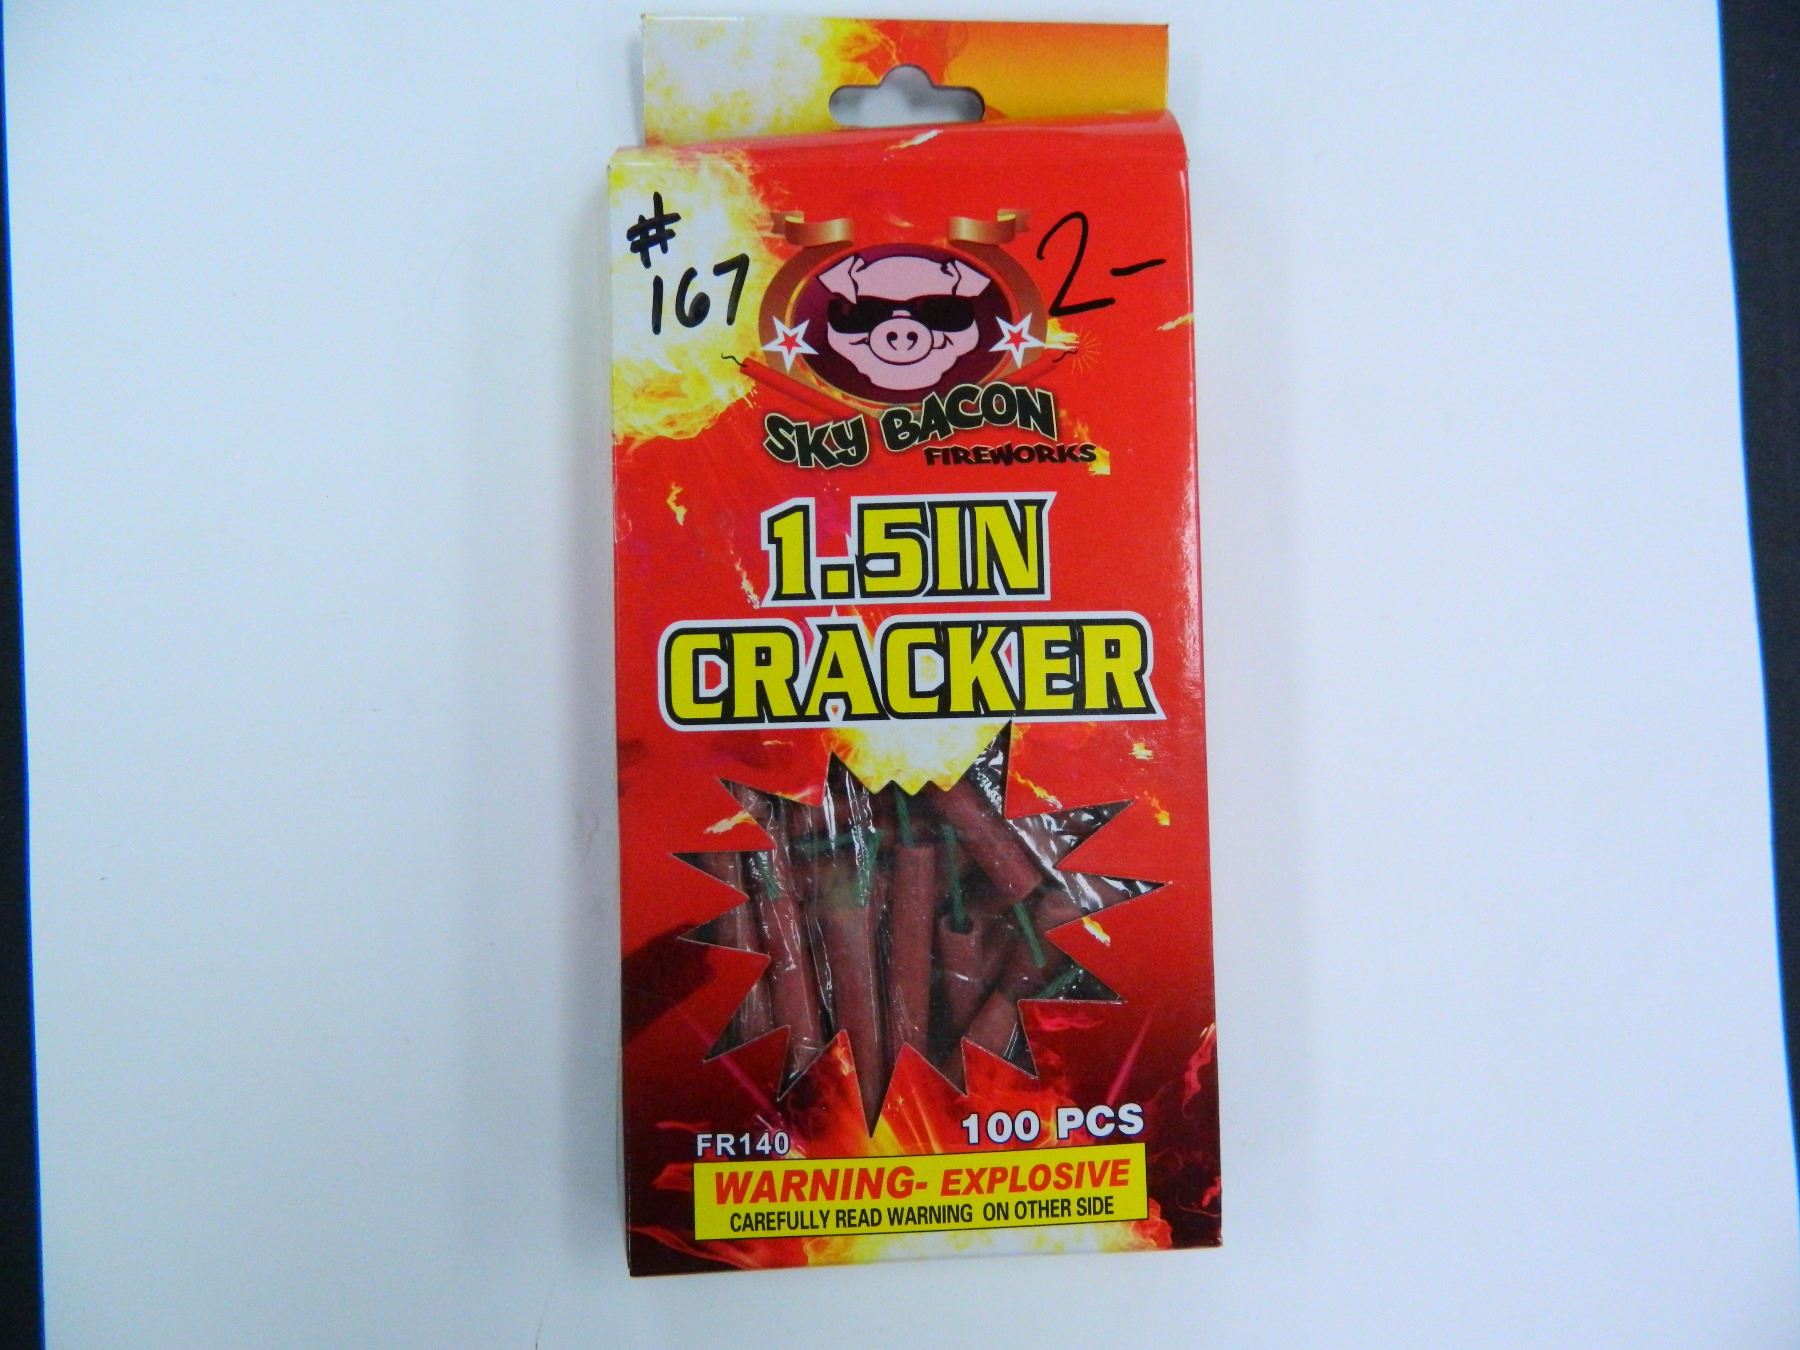 #
167
2-
SKY BACON
FIREWORKS
1.5IN
CRACKER
100 PCS
FR140
WARNING- EXPLOSIVE
CAREFULLY READ WARNING ON OTHER SIDE